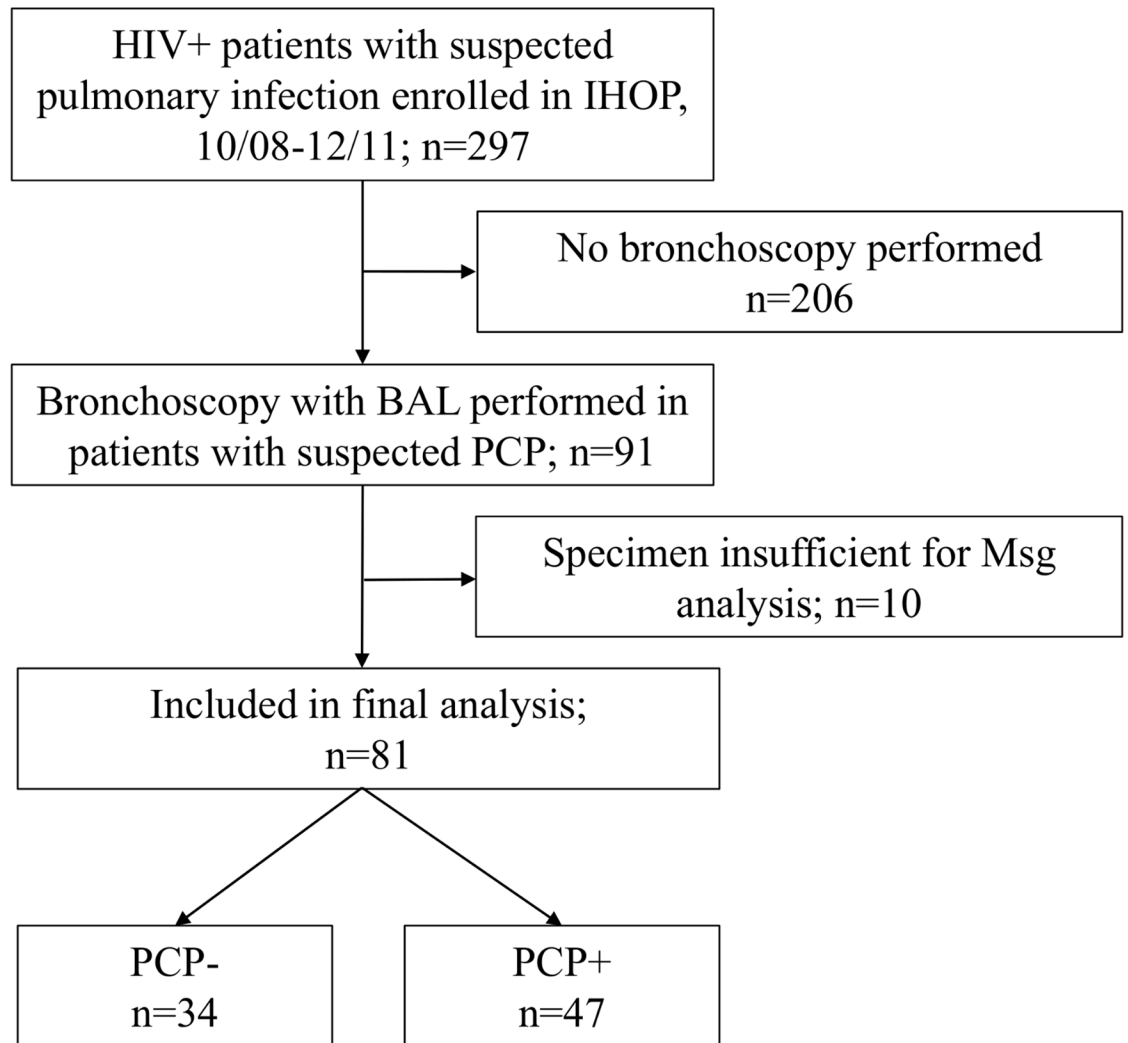 HIV+ patients with suspected
pulmonary infection enrolled in IHOP,
10/08-12/11; n=297
No bronchoscopy performed
n=206
Bronchoscopy with BAL performed in
patients with suspected PCP; n=91
Specimen insufficient for Msg
analysis; n=10
Included in final analysis;
n=81
PCP-
n=34
PCP+
n=47